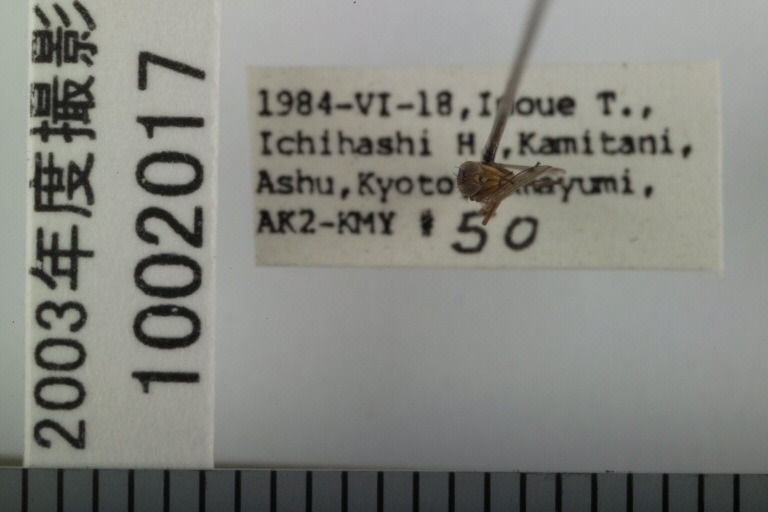 2003年度撮影
1002017
1984-VI-18, Inoue T.,
Ichihashi H., Kamitani,
Ashu, Kyoto
AK2-KMY # 50